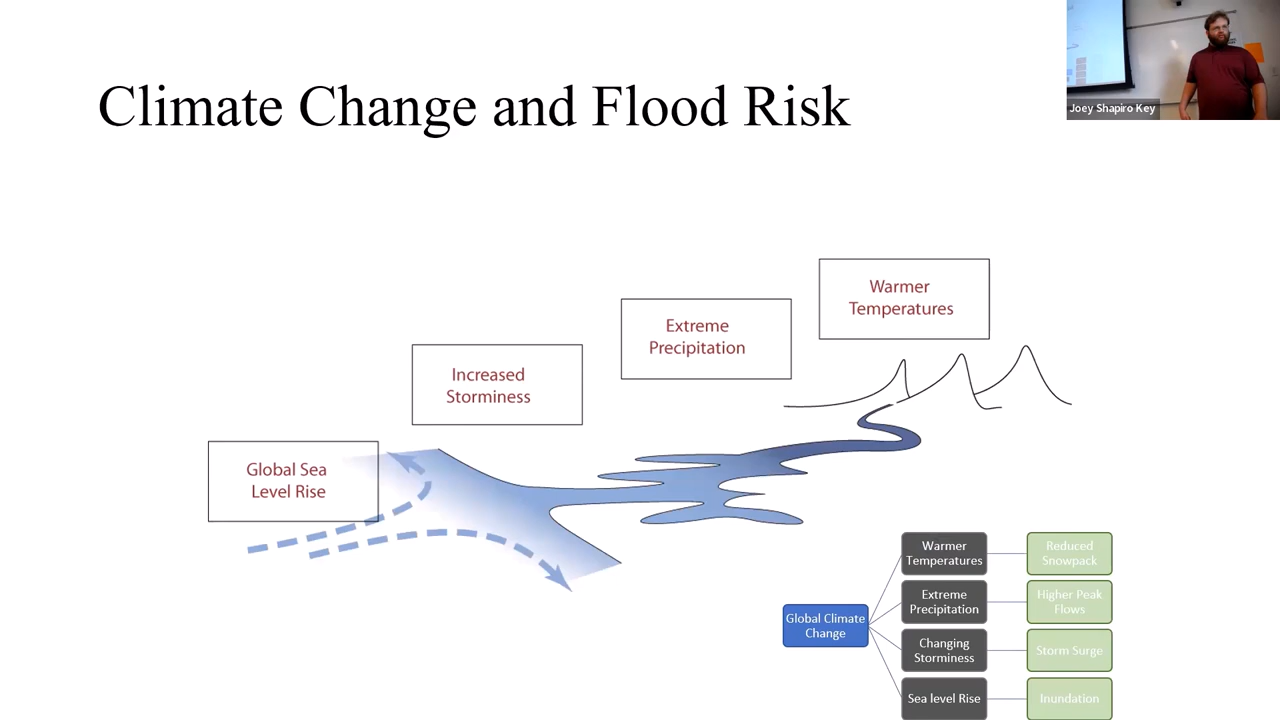 Climate Change and Flood Risk
Joey Shapiro Key
Warmer
Temperatures
Extreme
Precipitation
Increased
Storminess
Global Sea
Level Rise
Global Climate
Change
Warmer
Temperatures
Reduced
Snowpack
Extreme
Precipitation
Higher Peak
Flows
Changing
Storminess
Storm Surge
Sea level Rise
Inundation